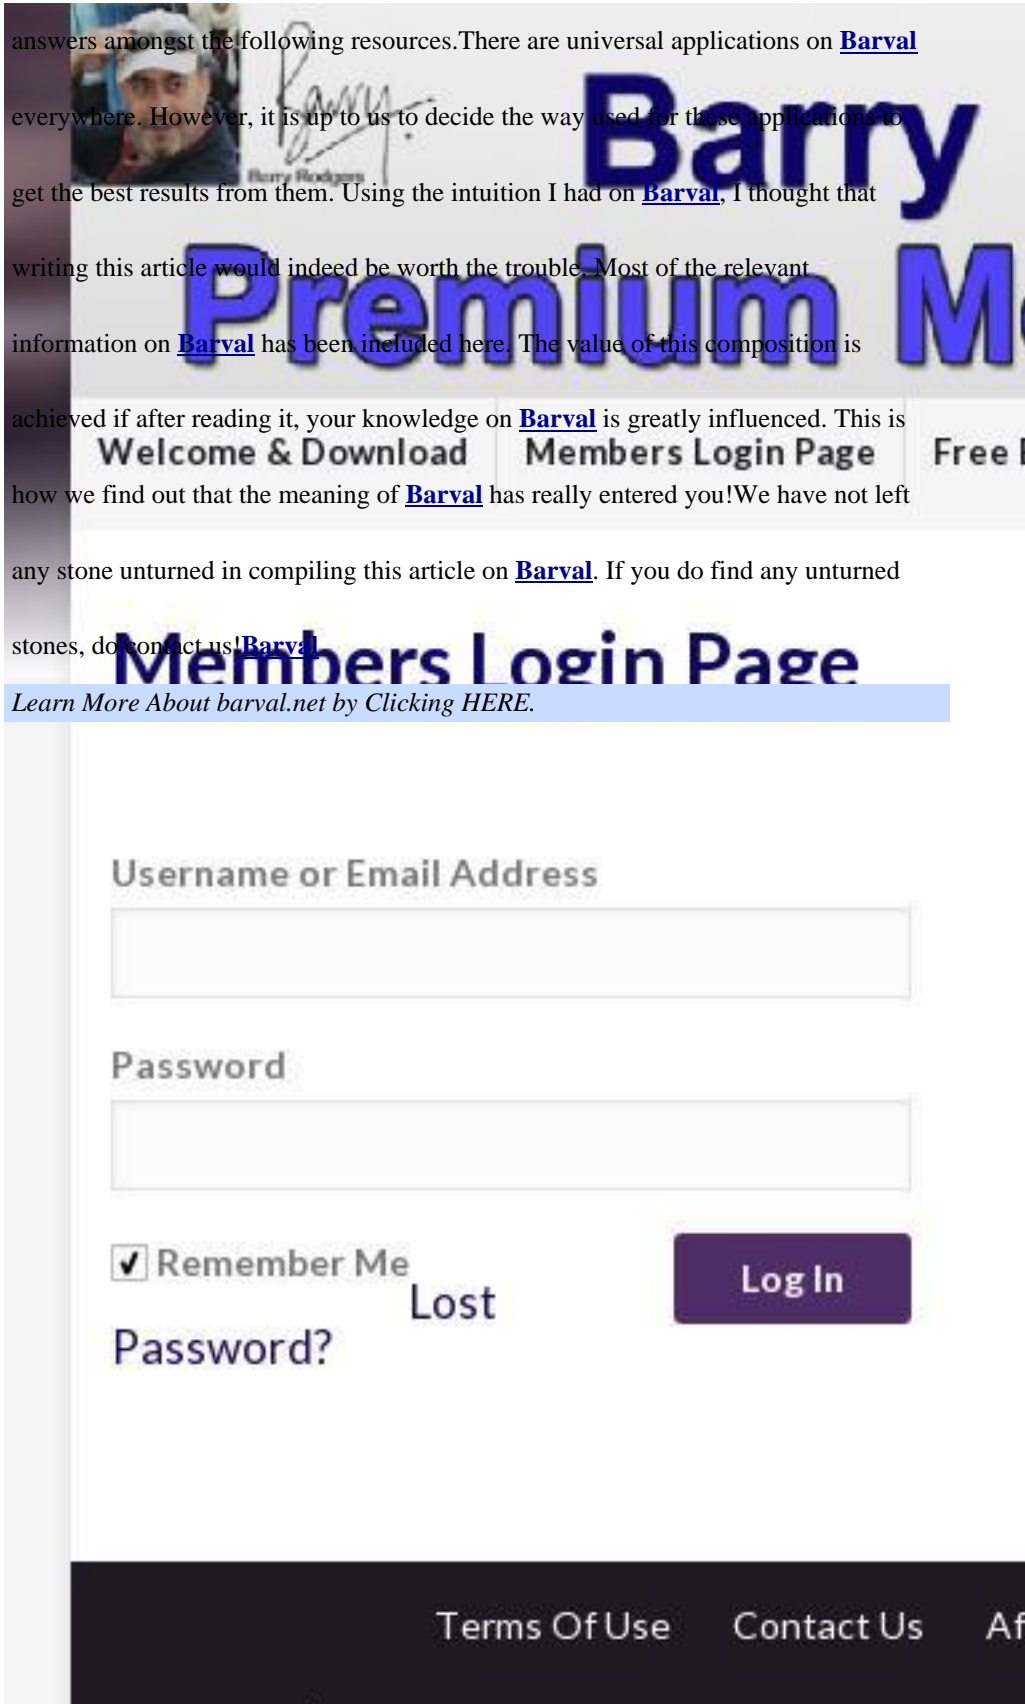 answers amongst the following resources.There are universal applications on Barval
everywhere. However, it is up to us to decide the way used for these applications to
get the best results from them. Using the intuition I had on Barval, I thought that
writing this article would indeed be worth the trouble. Most of the relevant
information on Barval has been included here. The value of this composition is
achieved if after reading it, your knowledge on Barval is greatly influenced. This is
how we find out that the meaning of Barval has really entered you!We have not left
any stone unturned in compiling this article on Barval. If you do find any unturned
stones, do contact us!Barval
Learn More About barval.net by Clicking HERE.
Barry
Barry
Barry Rodgers
Premium M
Welcome & Download
Members Login Page
Free
Members Login Page
Username or Email Address
Password
Remember Me
Log In
Lost
Password?
Terms Of Use
Contact Us
Af